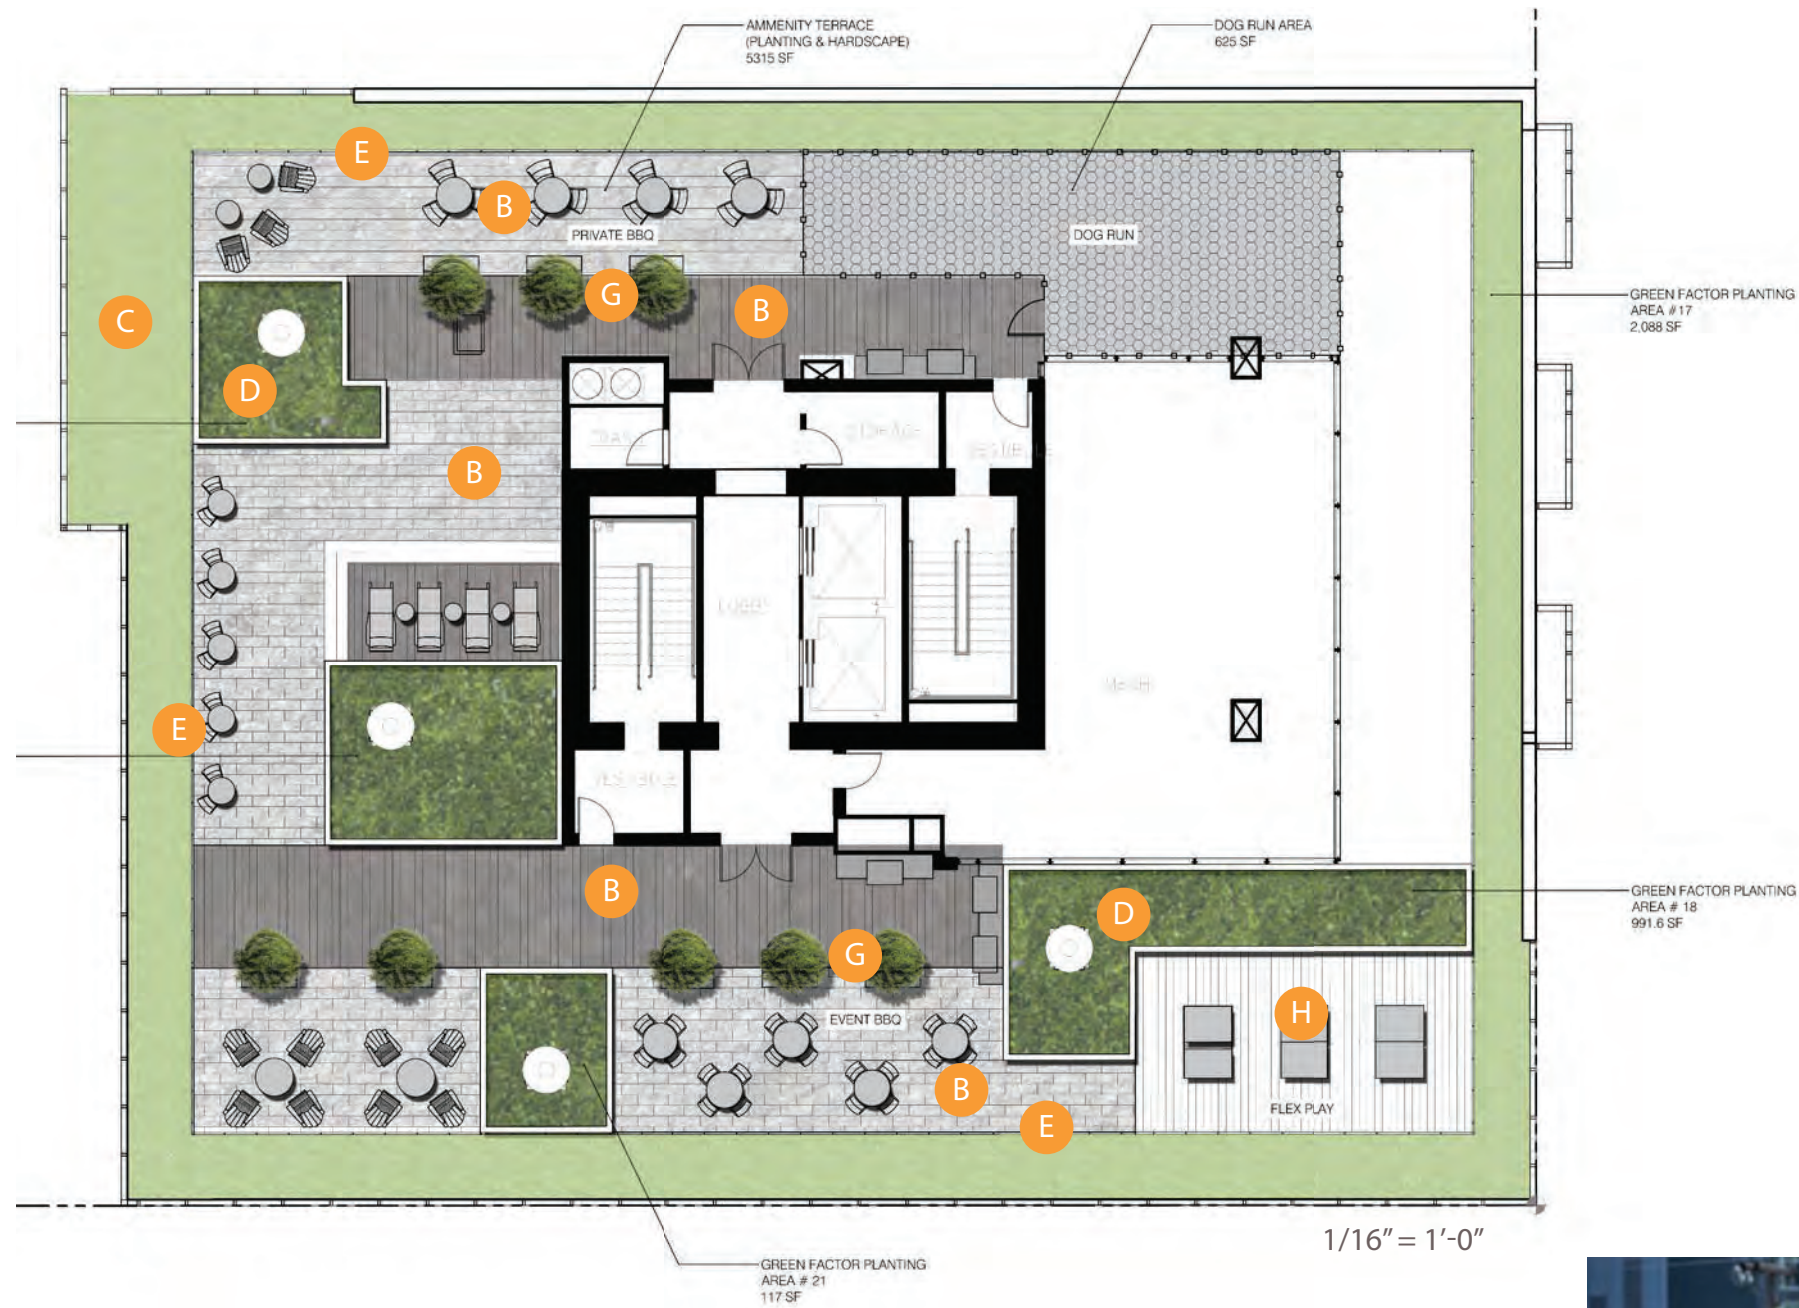 AMMENITY TERRACE
(PLANTING & HARDSCAPE)
5315 SF
DOG RUN AREA
625 SF
E
B
PRIVATE BBQ
DOG RUN
G
B
C
GREEN FACTOR PLANTING
AREA #17
2,088 SF
D
STORAGE
B
LOBBY
E
B
GREEN FACTOR PLANTING
AREA # 18
991.6 SF
D
G
EVENT BBQ
H
B
FLEX PLAY
E
1/16" = 1'-0"
GREEN FACTOR PLANTING
AREA # 21
117 SF